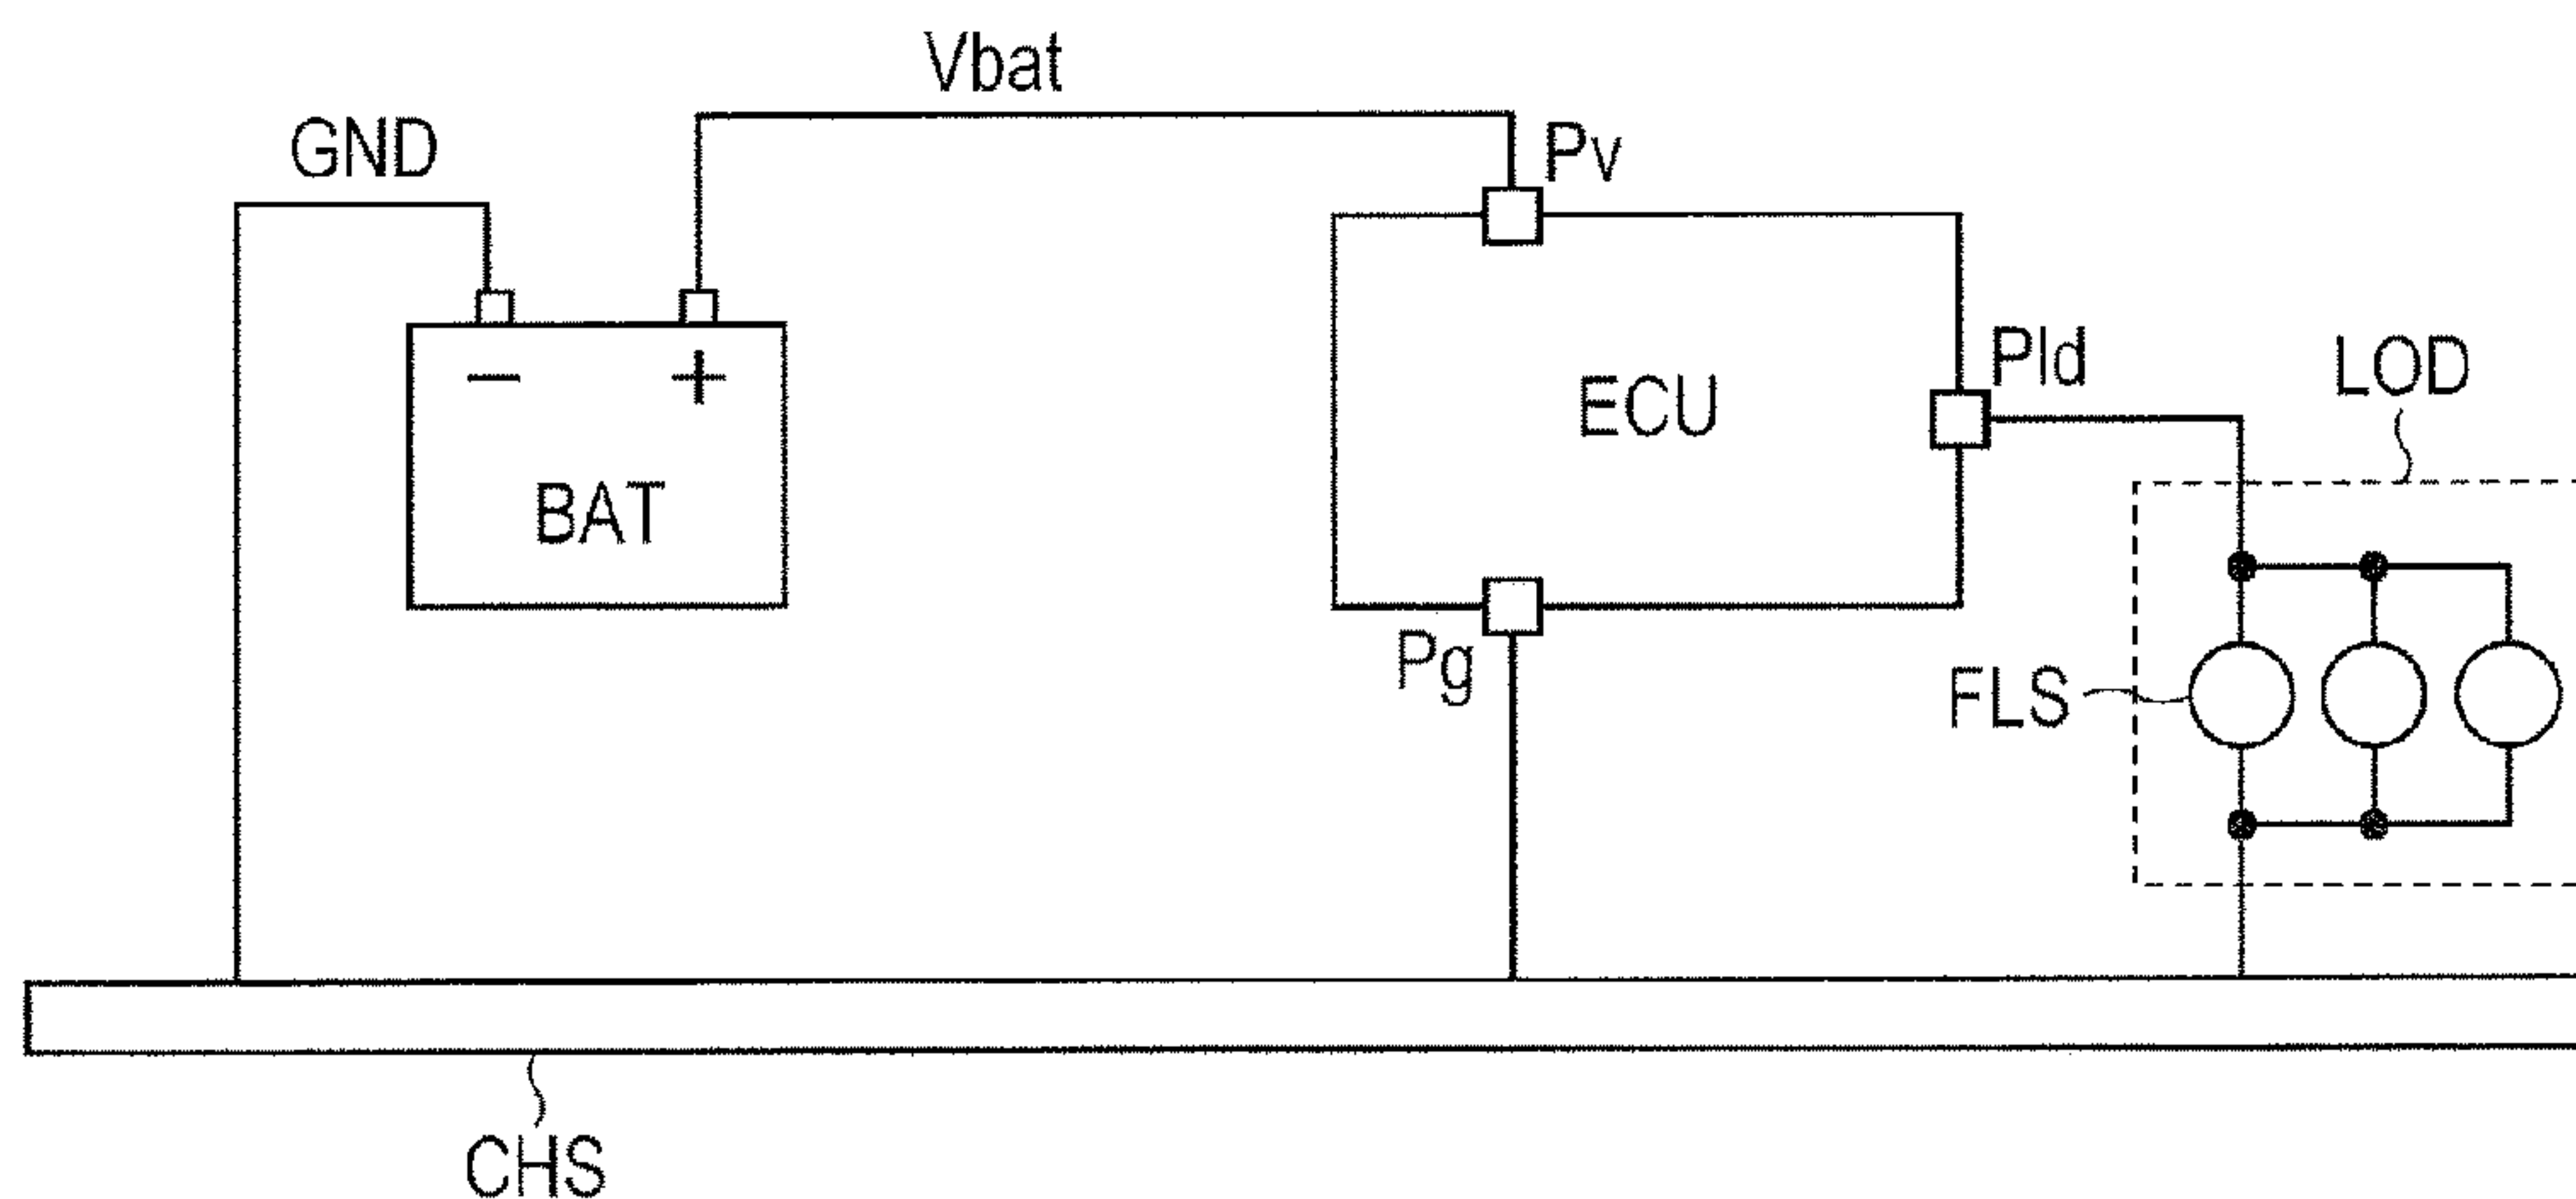 Vbat
GND
Pv
Pld
LOD
− +
ECU
BAT
Pg
FLS
CHS